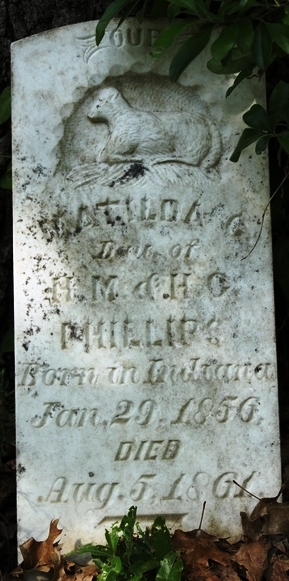 OUR
MATILDA C
Dau. of
H. M. & H. C.
PHILLIPS
Born in Indiana
Jan. 29, 1856,
DIED
Aug. 5, 1861